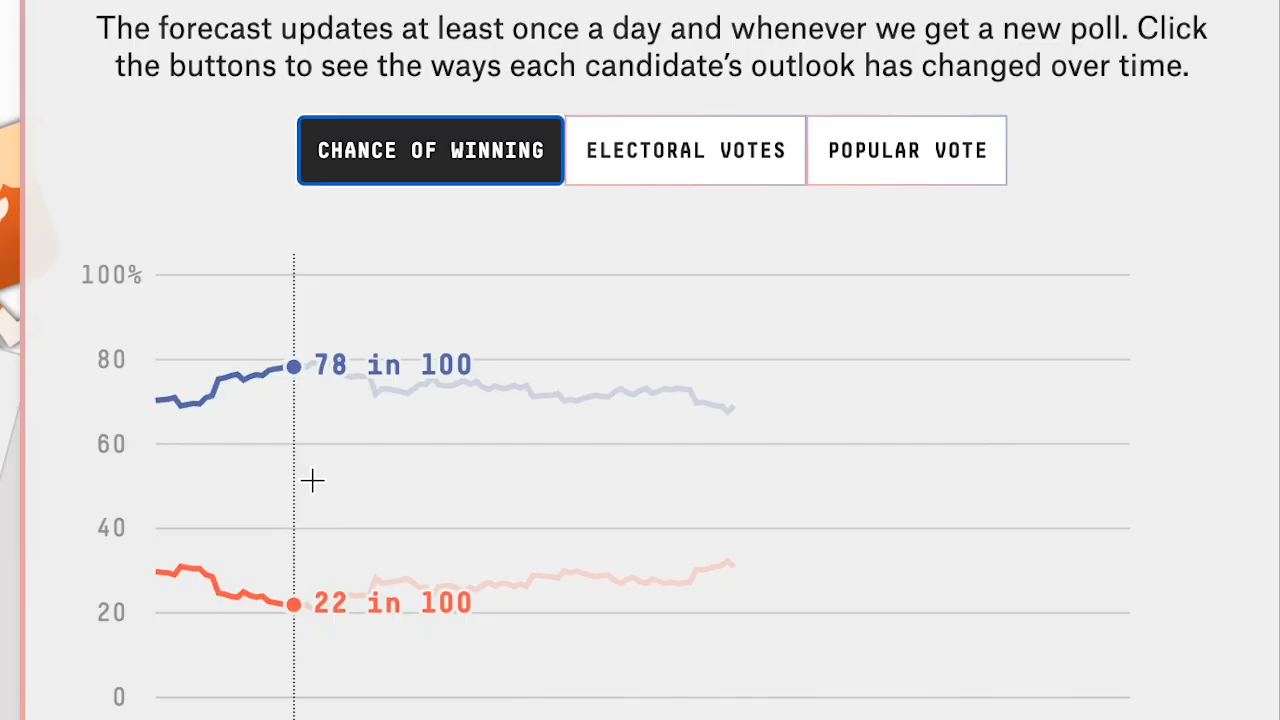 The forecast updates at least once a day and whenever we get a new poll. Click
the buttons to see the ways each candidate’s outlook has changed over time.
CHANCE OF WINNING
ELECTORAL VOTES
POPULAR VOTE
100%
80
78 in 100
60
40
22 in 100
20
0